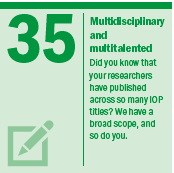 35
Multidisciplinary
and
multitalented
Did you know that
your researchers
have published
across so many IOP
titles? We have a
broad scope, and
so do you.